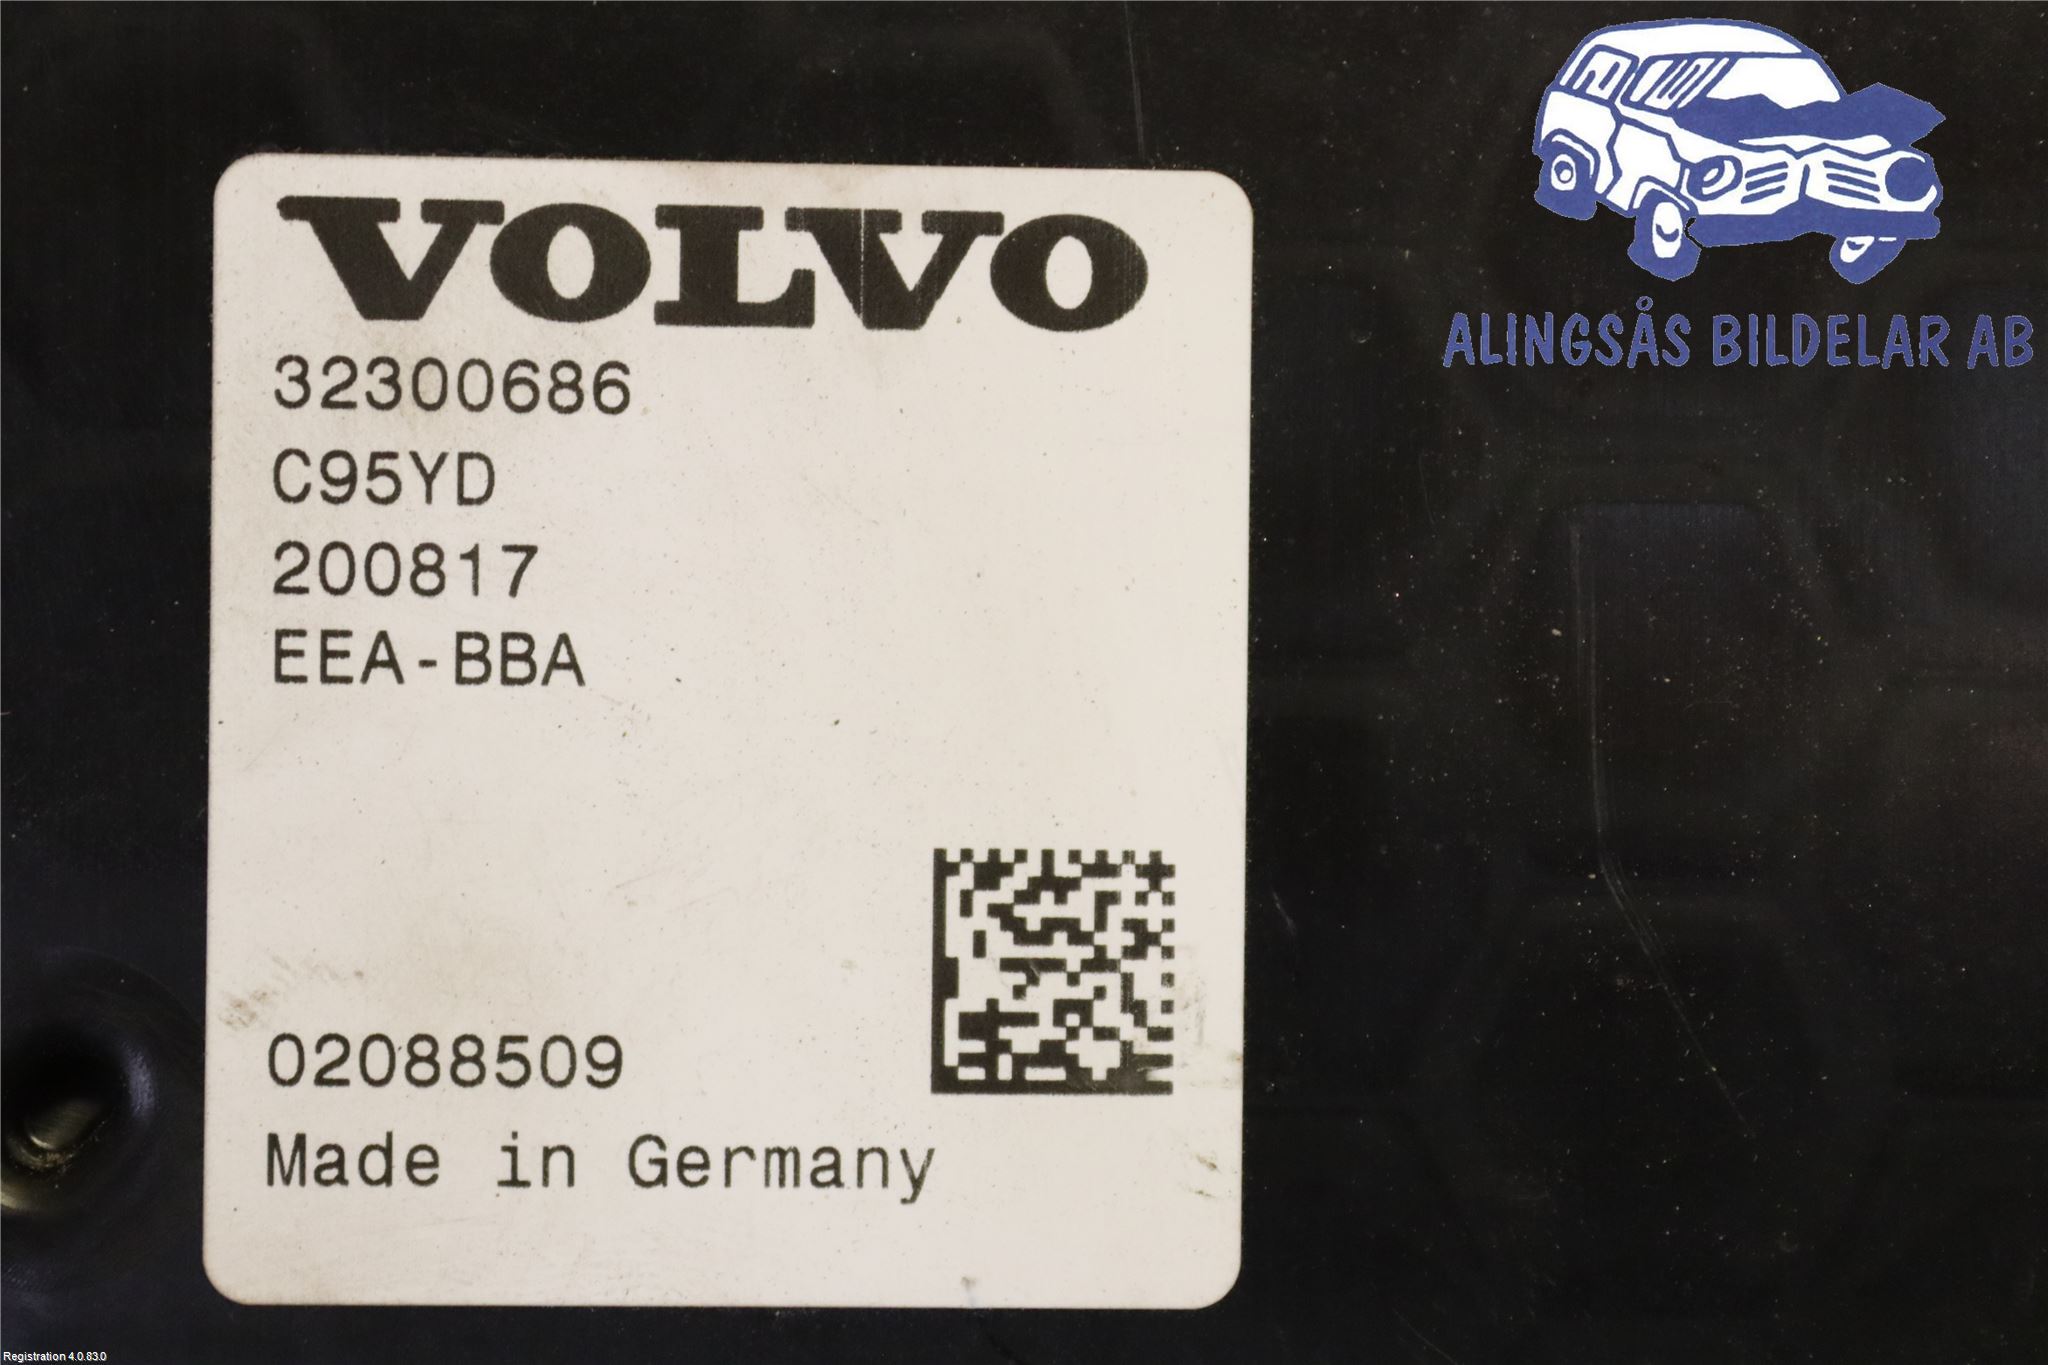 VOLVO
32300686
C95YD
200817
EEA-BBA
02088509
Made in Germany
ALINGSÅS BILDELAR AB
Registration 4.0.83.0